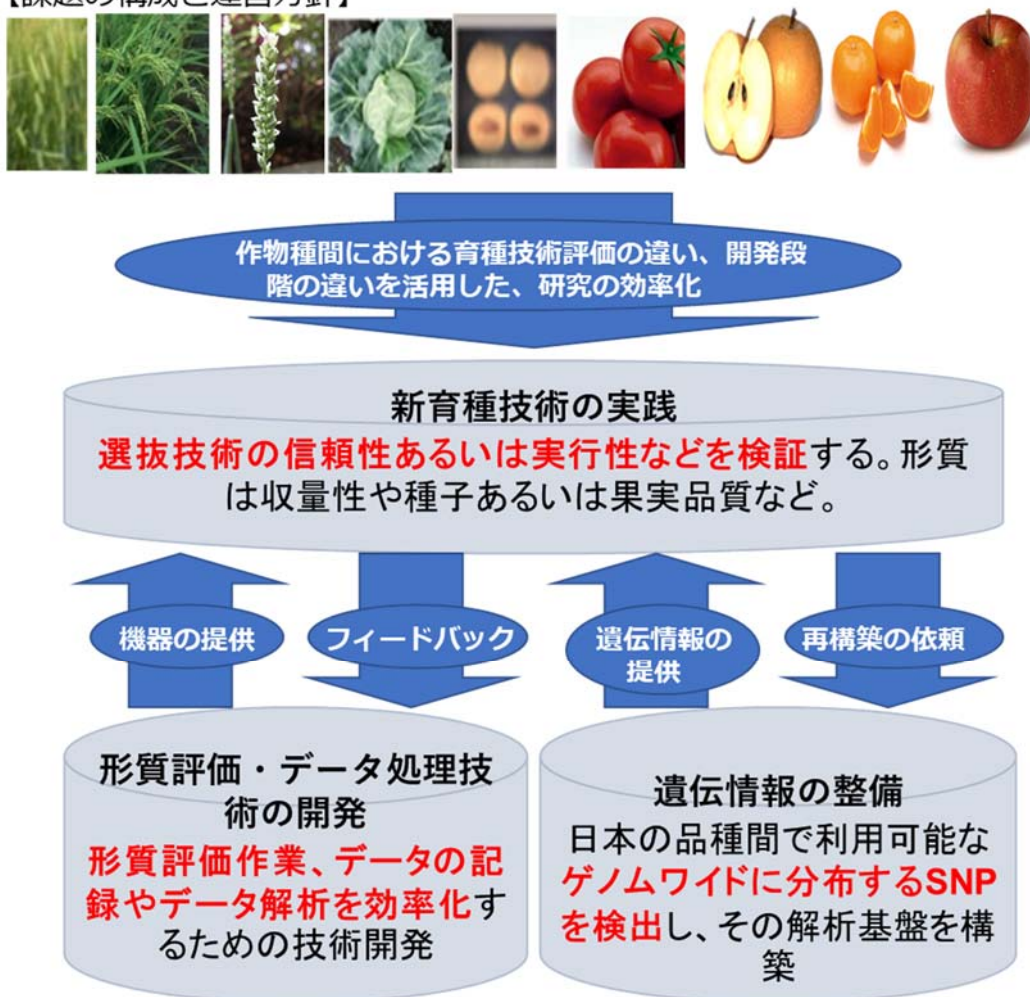 【課題の構成と運営方針】
作物種間における育種技術評価の違い、開発段
階の違いを活用した、研究の効率化
新育種技術の実践
選抜技術の信頼性あるいは実行性などを検証する。形質
は収量性や種子あるいは果実品質など。
機器の提供
フィードバック
遺伝情報の
提供
再構築の依頼
形質評価・データ処理技
術の開発
形質評価作業、データの記
録やデータ解析を効率化す
るための技術開発
遺伝情報の整備
日本の品種間で利用可能な
ゲノムワイドに分布するSNP
を検出し、その解析基盤を構
築